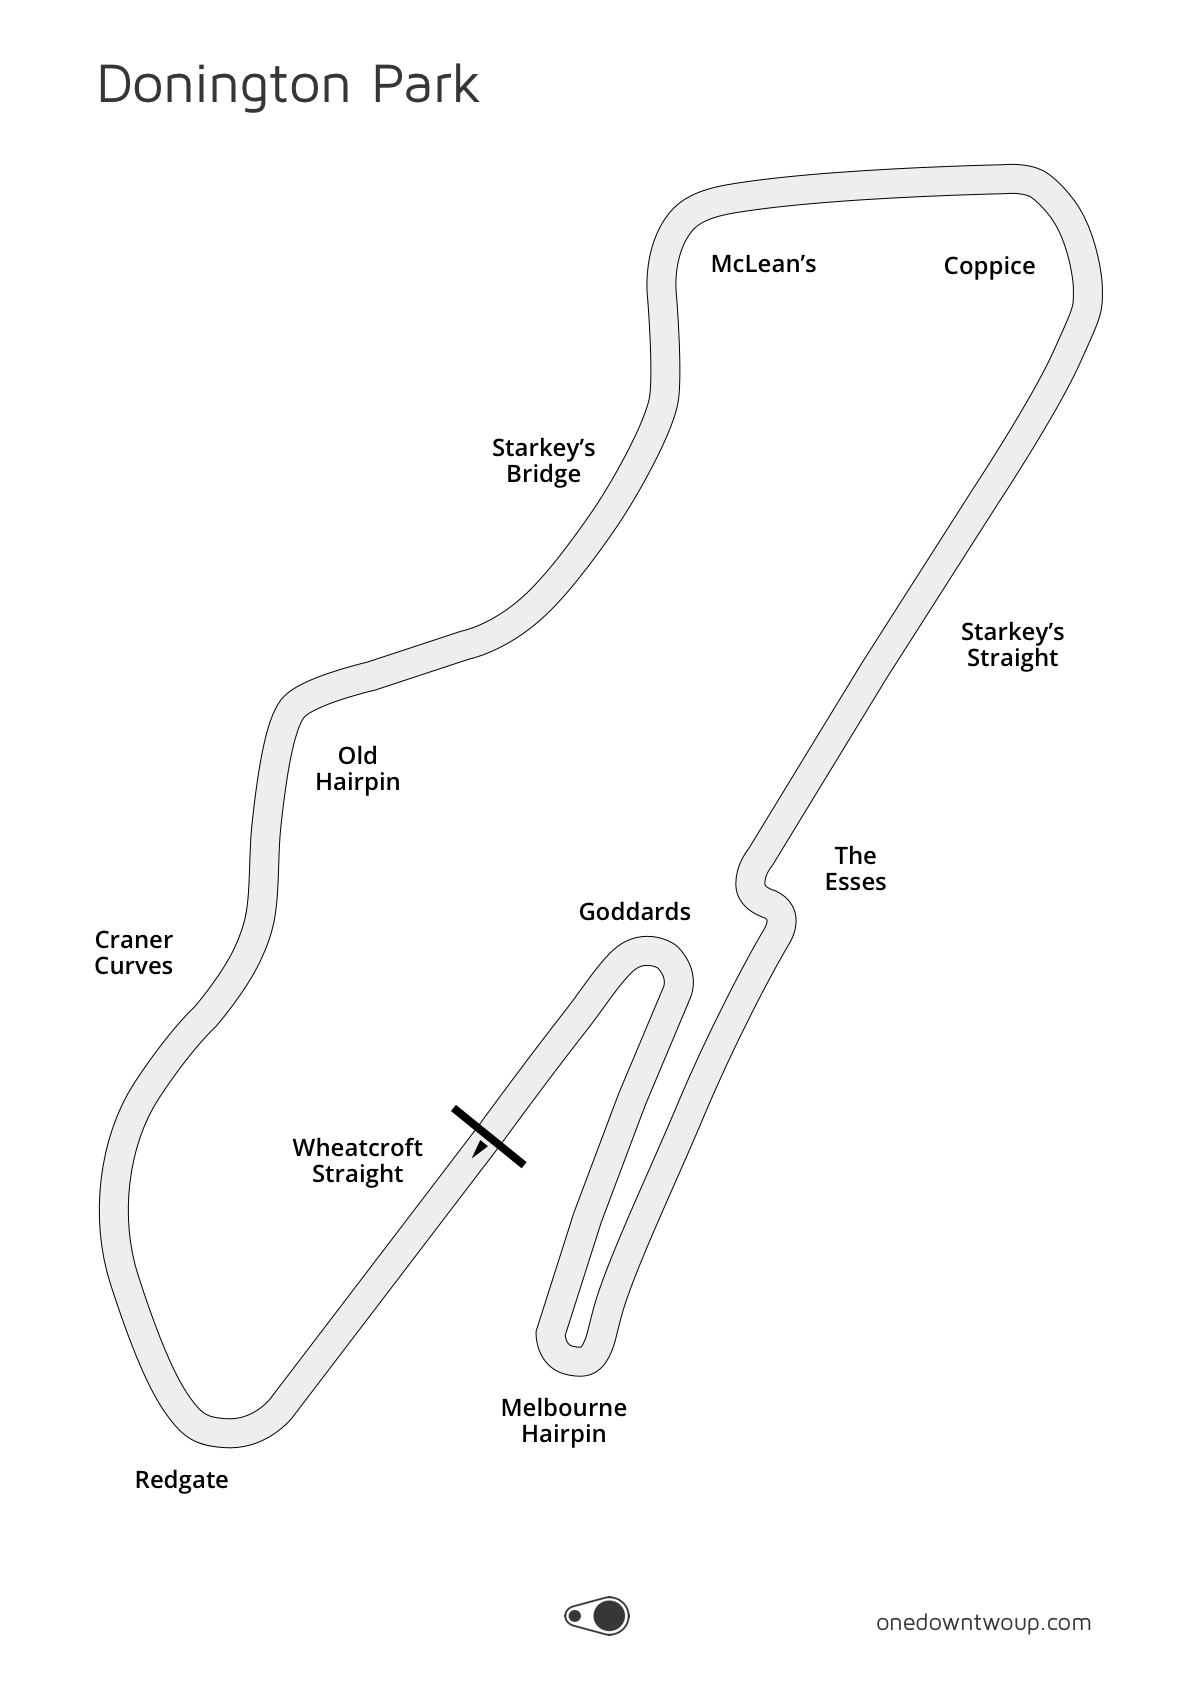 Donington Park
McLean’s
Coppice
Starkey’s
Bridge
Starkey’s
Straight
Old
Hairpin
The
Esses
Goddards
Craner
Curves
Wheatcroft
Straight
Melbourne
Hairpin
Redgate
onedowntwoup.com